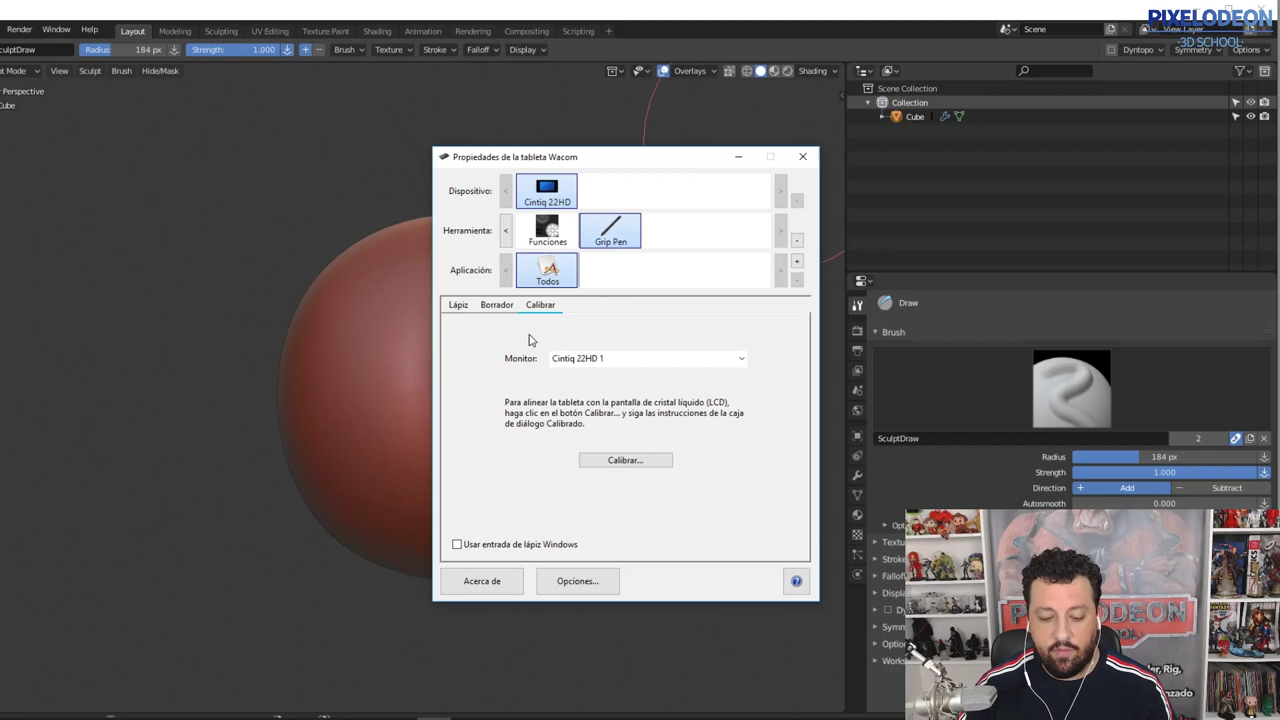 PIXELODEON
3D SCHOOL
Render Window Help Layout Modeling Sculpting UV Editing Texture Paint Shading Animation Rendering Compositing Scripting + Scene View Layer
Radius 184 px Strength: 1.000 + − Brush Texture Stroke Falloff Display Dyntopo Symmetry Options
View Sculpt Brush Hide/Mask Overlays Shading
Perspective
Cube
Scene Collection
Collection
Cube
Propiedades de la tableta Wacom
Dispositivo: < Cintiq 22HD > -
Herramienta: < Funciones Grip Pen > -
Aplicación: < Todos > + -
Lápiz Borrador Calibrar
Monitor: Cintiq 22HD 1
Para alinear la tableta con la pantalla de cristal líquido (LCD),
haga clic en el botón Calibrar... y siga las instrucciones de la caja
de diálogo Calibrado.
Calibrar...
Usar entrada de lápiz Windows
Acerca de Opciones... ?
Draw
Brush
SculptDraw 2
Radius 184 px
Strength 1.000
Direction + Add − Subtract
Autosmooth 0.000
PIXELODEON